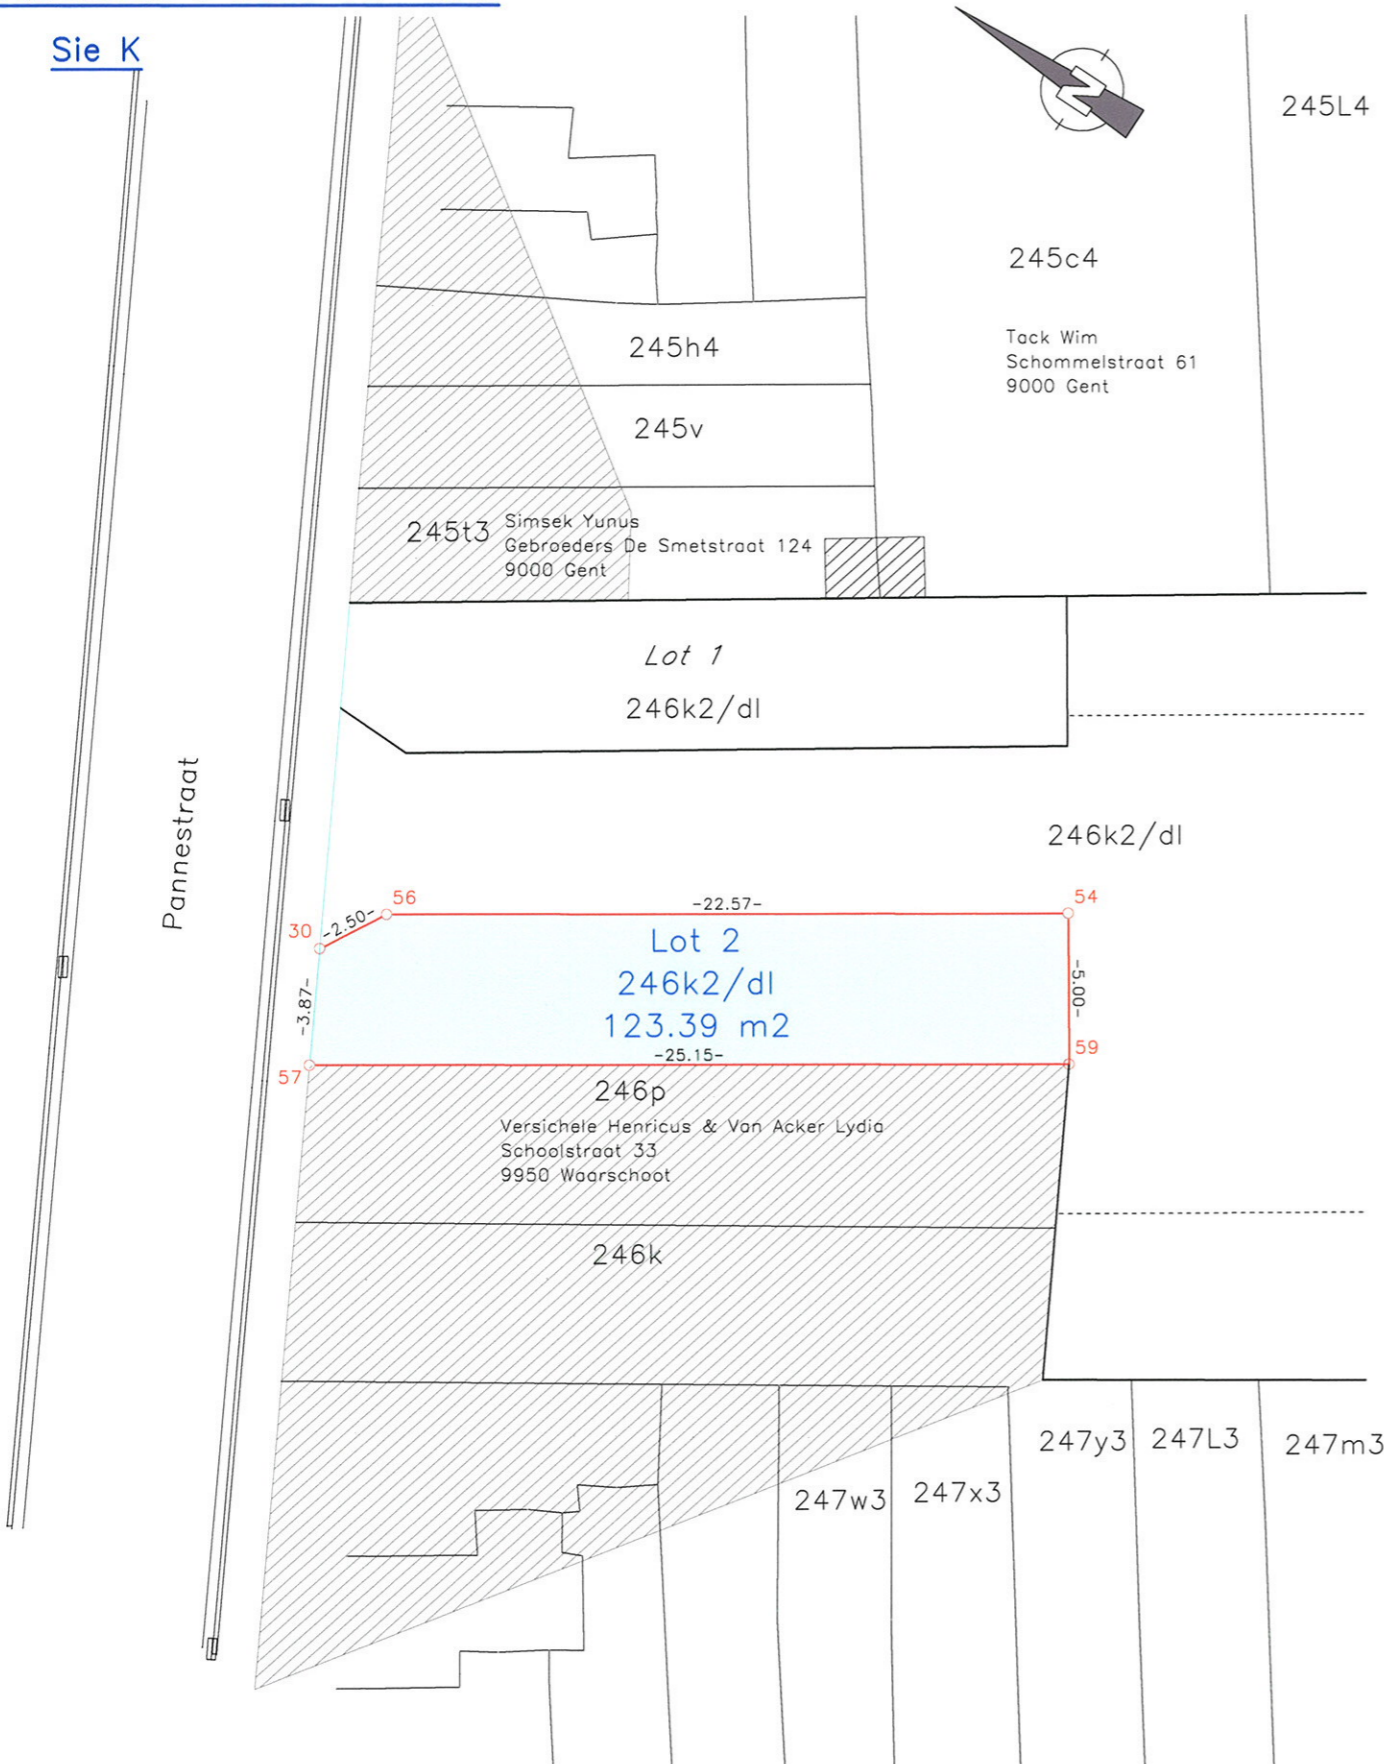 Sie K
N
245L4
245c4
Tack Wim
Schommelstraat 61
9000 Gent
245h4
245v
245t3
Simsek Yunus
Gebroeders De Smetstraat 124
9000 Gent
Lot 1
246k2/dl
Pannestraat
246k2/dl
56
-22.57-
54
30
-2.50-
Lot 2
246k2/dl
123.39 m2
-3.87-
-5.00-
-25.15-
59
57
246p
Versichele Henricus & Van Acker Lydia
Schoolstraat 33
9950 Waarschoot
246k
247y3
247L3
247m3
247w3
247x3